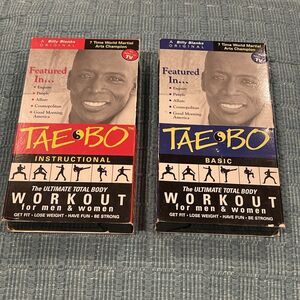 A Billy Blanks
ORIGINAL
7 Time World Martial
Arts Champion
TV
Featured
In...
Esquire
People
Allure
Cosmopolitan
Good Morning
America
TAE BO
INSTRUCTIONAL
The ULTIMATE TOTAL BODY
WORKOUT
for men & women
GET FIT • LOSE WEIGHT • HAVE FUN • BE STRONG
A Billy Blanks
ORIGINAL
7 Time World Martial
Arts Champion
TV
Featured
In...
Esquire
People
Allure
Cosmopolitan
Good Morning
America
TAE BO
BASIC
The ULTIMATE TOTAL BODY
WORKOUT
for men & women
GET FIT • LOSE WEIGHT • HAVE FUN • BE STRONG